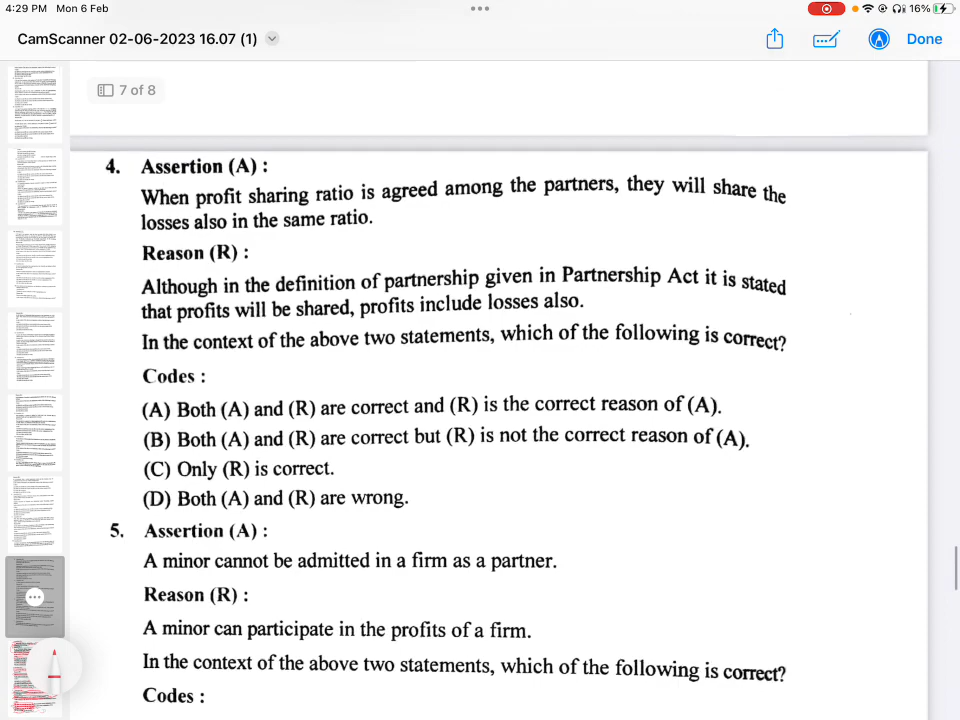 4:29 PM Mon 6 Feb
16%
CamScanner 02-06-2023 16.07 (1)
Done
7 of 8
4. Assertion (A) :
When profit sharing ratio is agreed among the partners, they will share the
losses also in the same ratio.
Reason (R) :
Although in the definition of partnership given in Partnership Act it is stated
that profits will be shared, profits include losses also.
In the context of the above two statements, which of the following is correct?
Codes :
(A) Both (A) and (R) are correct and (R) is the correct reason of (A).
(B) Both (A) and (R) are correct but (R) is not the correct reason of (A).
(C) Only (R) is correct.
(D) Both (A) and (R) are wrong.
5. Assertion (A) :
A minor cannot be admitted in a firm as a partner.
Reason (R) :
A minor can participate in the profits of a firm.
In the context of the above two statements, which of the following is correct?
Codes :